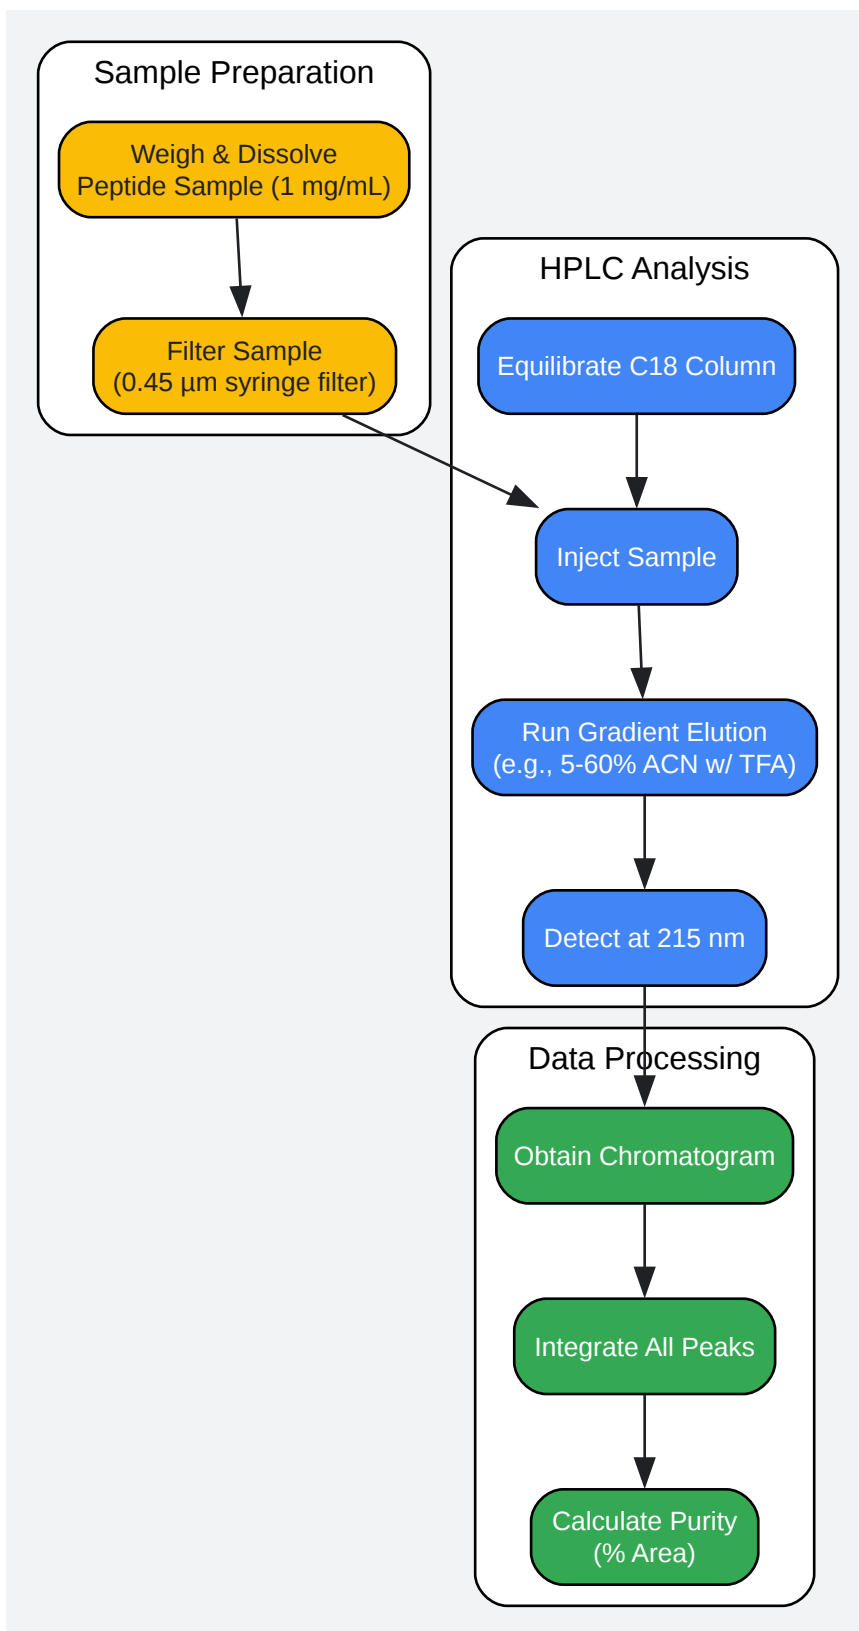 Sample Preparation
Weigh & Dissolve
Peptide Sample (1 mg/mL)
Filter Sample
(0.45 µm syringe filter)
HPLC Analysis
Equilibrate C18 Column
Inject Sample
Run Gradient Elution
(e.g., 5-60% ACN w/ TFA)
Detect at 215 nm
Data Processing
Obtain Chromatogram
Integrate All Peaks
Calculate Purity
(% Area)